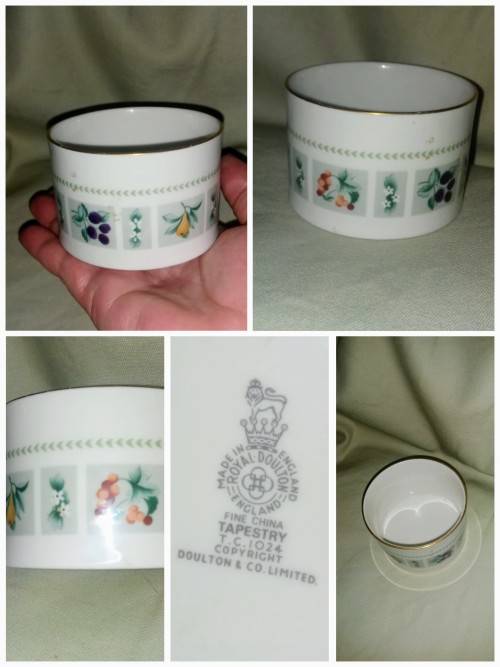 MADE IN ENGLAND
ROYAL DOULTON
ENGLAND
FINE CHINA
TAPESTRY
T.C.1024
COPYRIGHT
DOULTON & CO. LIMITED.